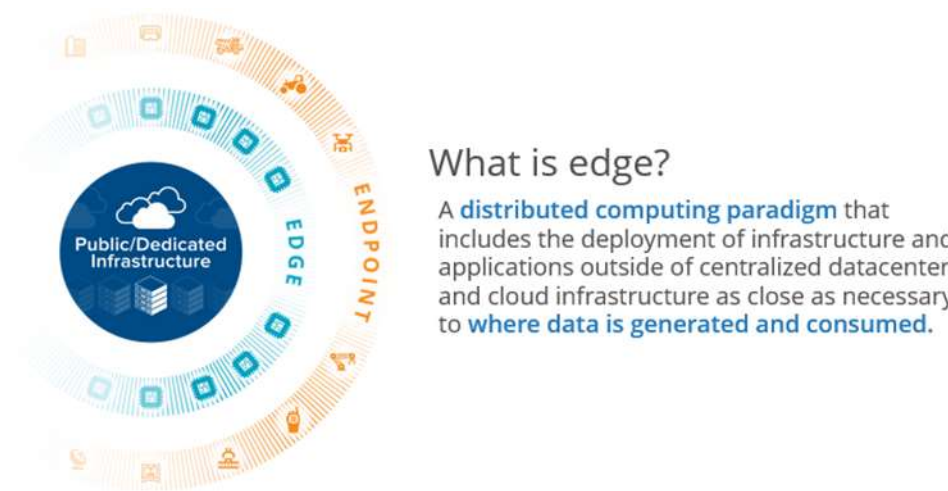 Public/Dedicated
Infrastructure
EDGE
ENDPOINT
What is edge?
A distributed computing paradigm that
includes the deployment of infrastructure and
applications outside of centralized datacenter
and cloud infrastructure as close as necessary
to where data is generated and consumed.